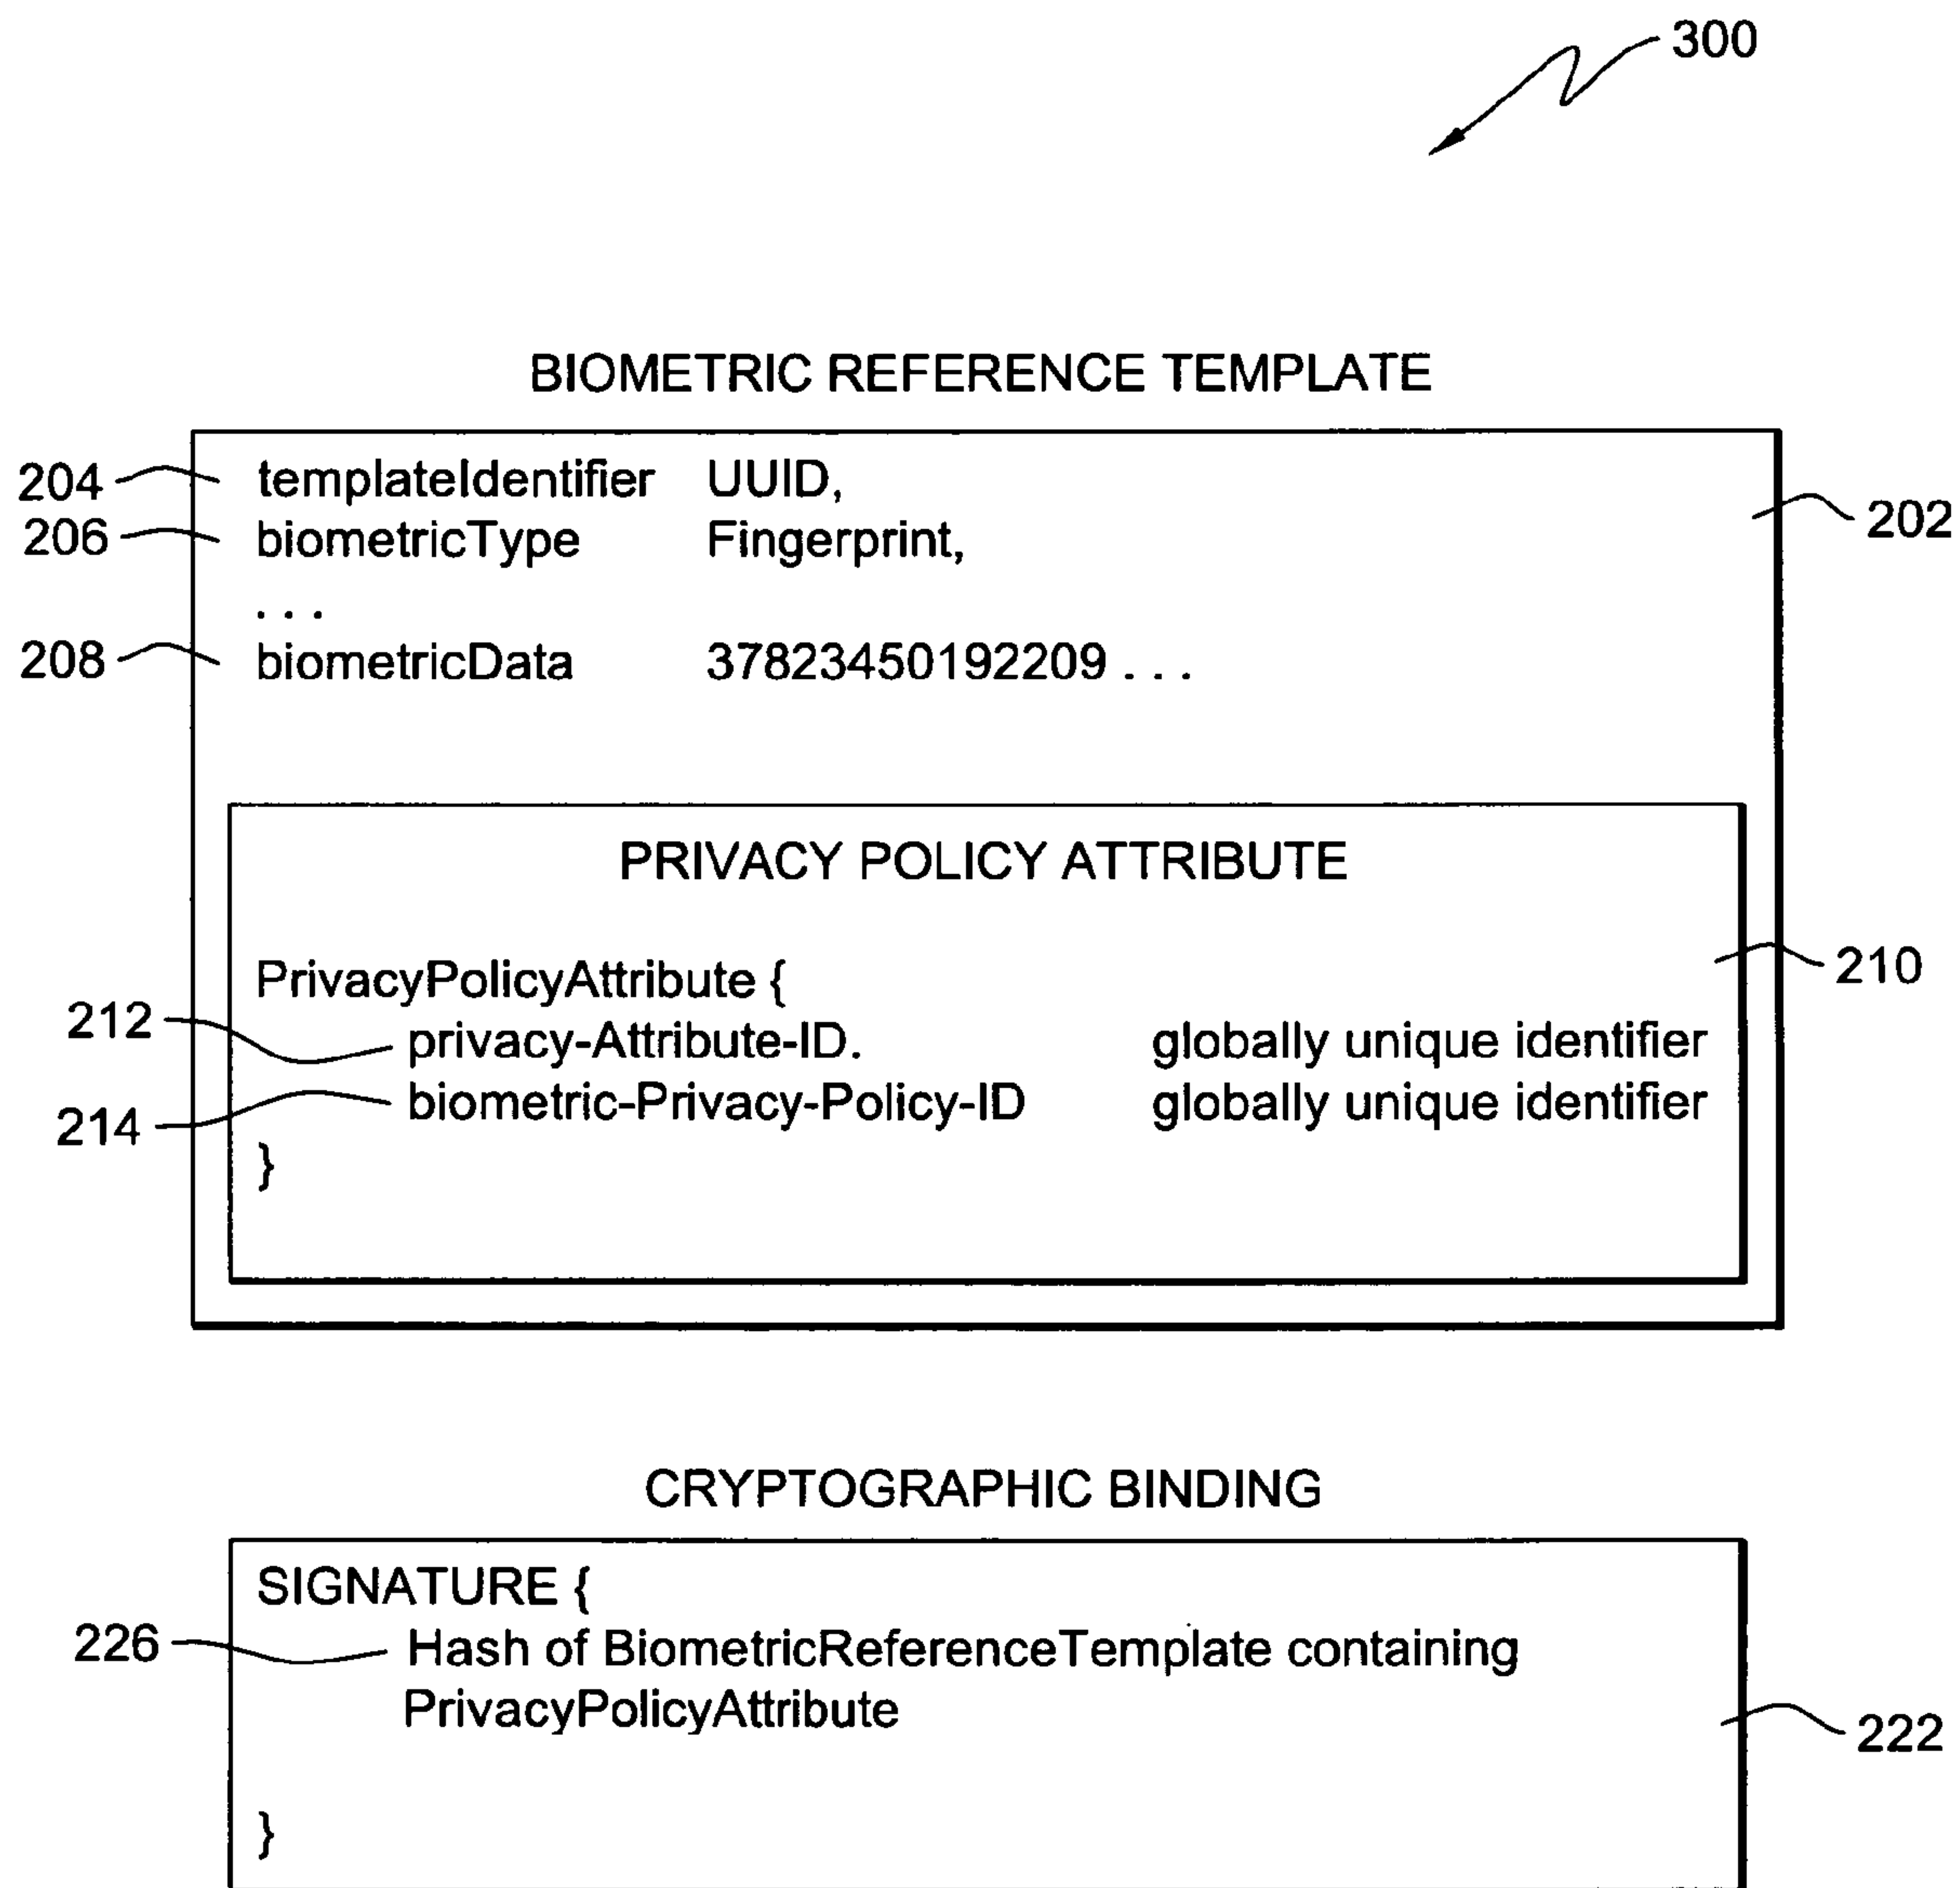 300
BIOMETRIC REFERENCE TEMPLATE
204 templateIdentifier UUID,
202
206 biometricType Fingerprint,
. . .
208 biometricData 37823450192209 . . .
PRIVACY POLICY ATTRIBUTE
210
PrivacyPolicyAttribute {
212 privacy-Attribute-ID. globally unique identifier
214 biometric-Privacy-Policy-ID globally unique identifier
}
CRYPTOGRAPHIC BINDING
SIGNATURE {
226 Hash of BiometricReferenceTemplate containing
PrivacyPolicyAttribute
222
}